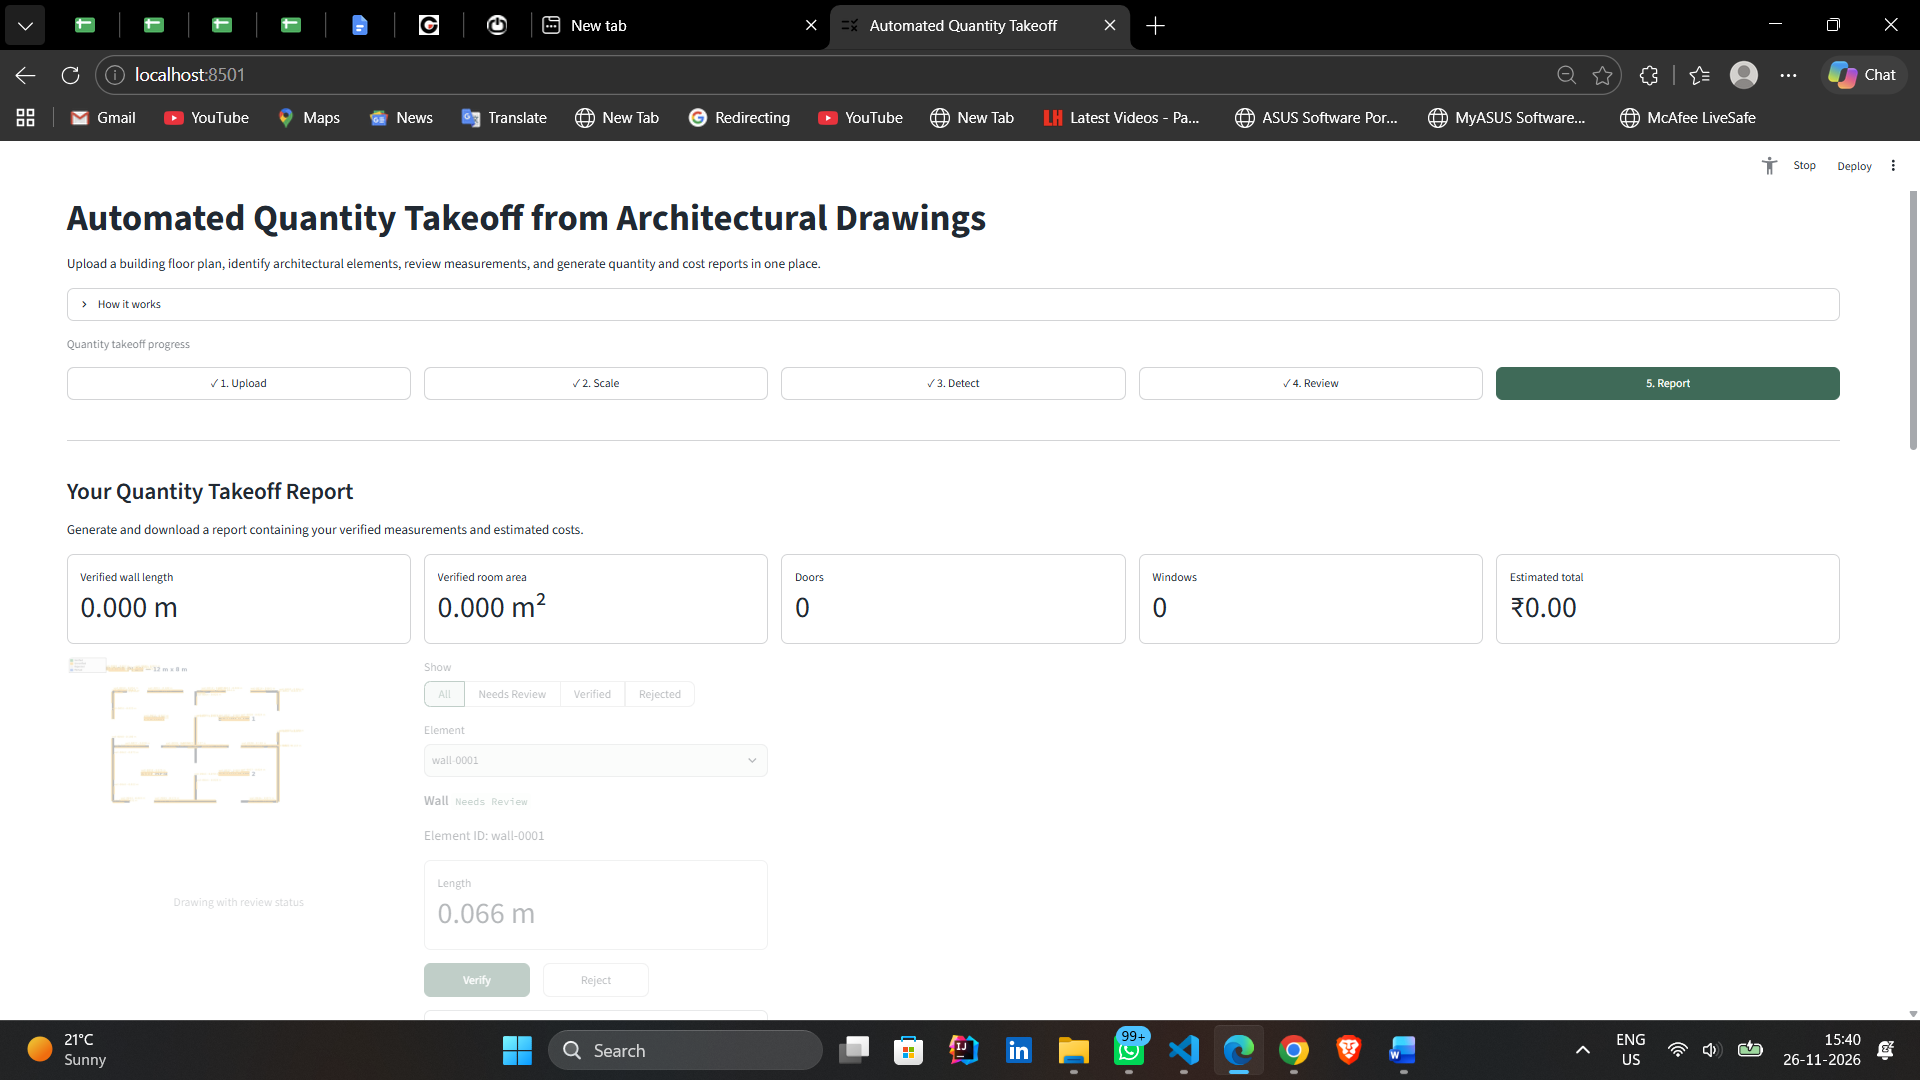 New tab
Automated Quantity Takeoff
localhost:8501
Chat
Gmail
YouTube
Maps
News
Translate
New Tab
Redirecting
YouTube
New Tab
Latest Videos - Pa...
ASUS Software Por...
MyASUS Software...
McAfee LiveSafe
Stop
Deploy
Automated Quantity Takeoff from Architectural Drawings
Upload a building floor plan, identify architectural elements, review measurements, and generate quantity and cost reports in one place.
How it works
Quantity takeoff progress
✓ 1. Upload
✓ 2. Scale
✓ 3. Detect
✓ 4. Review
5. Report
Your Quantity Takeoff Report
Generate and download a report containing your verified measurements and estimated costs.
Verified wall length
0.000 m
Verified room area
0.000 m²
Doors
0
Windows
0
Estimated total
₹0.00
12 m x 8 m
1
2
Drawing with review status
Show
All
Needs Review
Verified
Rejected
Element
wall-0001
Wall Needs Review
Element ID: wall-0001
Length
0.066 m
Verify
Reject
21°C
Sunny
Search
99+
ENG
US
15:40
26-11-2026